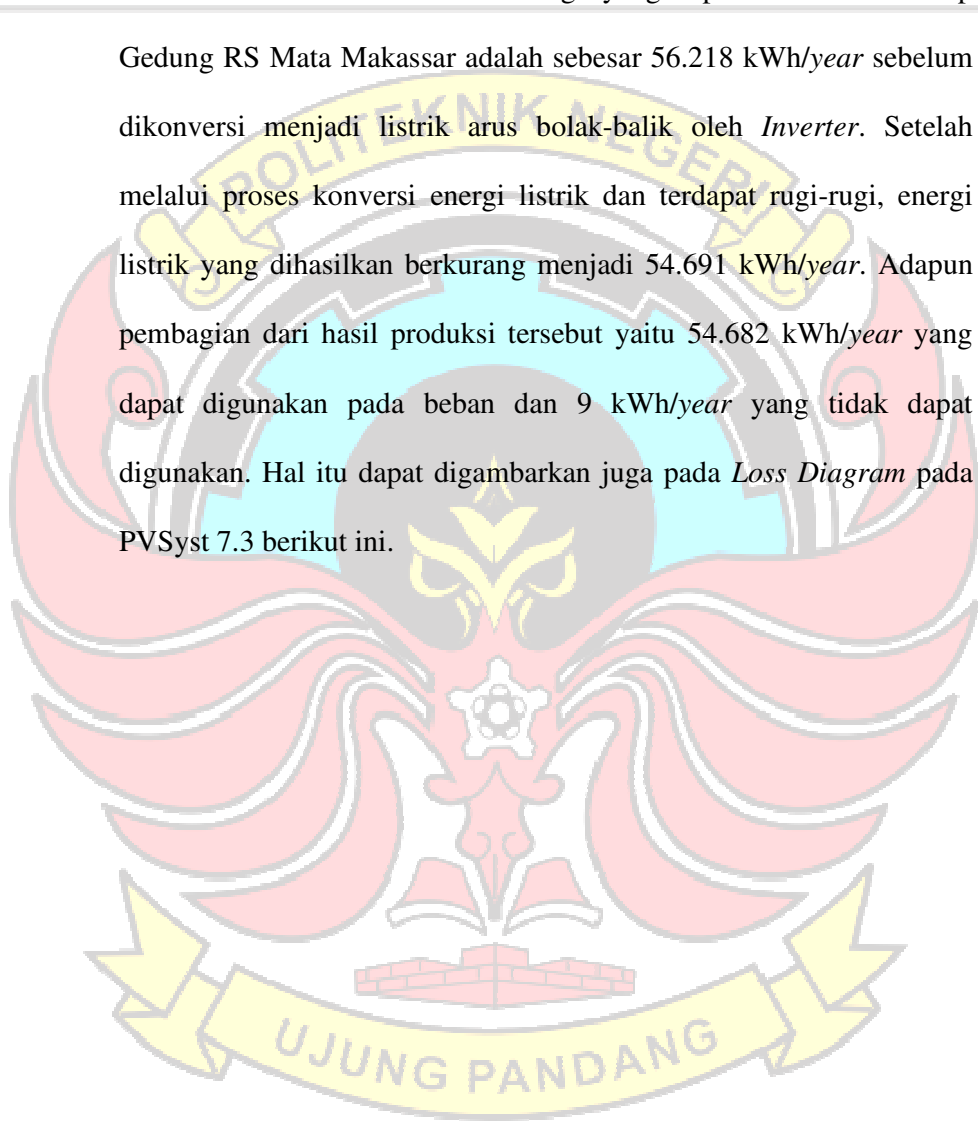 Gedung RS Mata Makassar adalah sebesar 56.218 kWh/year sebelum
dikonversi menjadi listrik arus bolak-balik oleh Inverter. Setelah
melalui proses konversi energi listrik dan terdapat rugi-rugi, energi
listrik yang dihasilkan berkurang menjadi 54.691 kWh/year. Adapun
pembagian dari hasil produksi tersebut yaitu 54.682 kWh/year yang
dapat digunakan pada beban dan 9 kWh/year yang tidak dapat
digunakan. Hal itu dapat digambarkan juga pada Loss Diagram pada
PVSyst 7.3 berikut ini.
POLITEKNIK NEGERI
UJUNG PANDANG